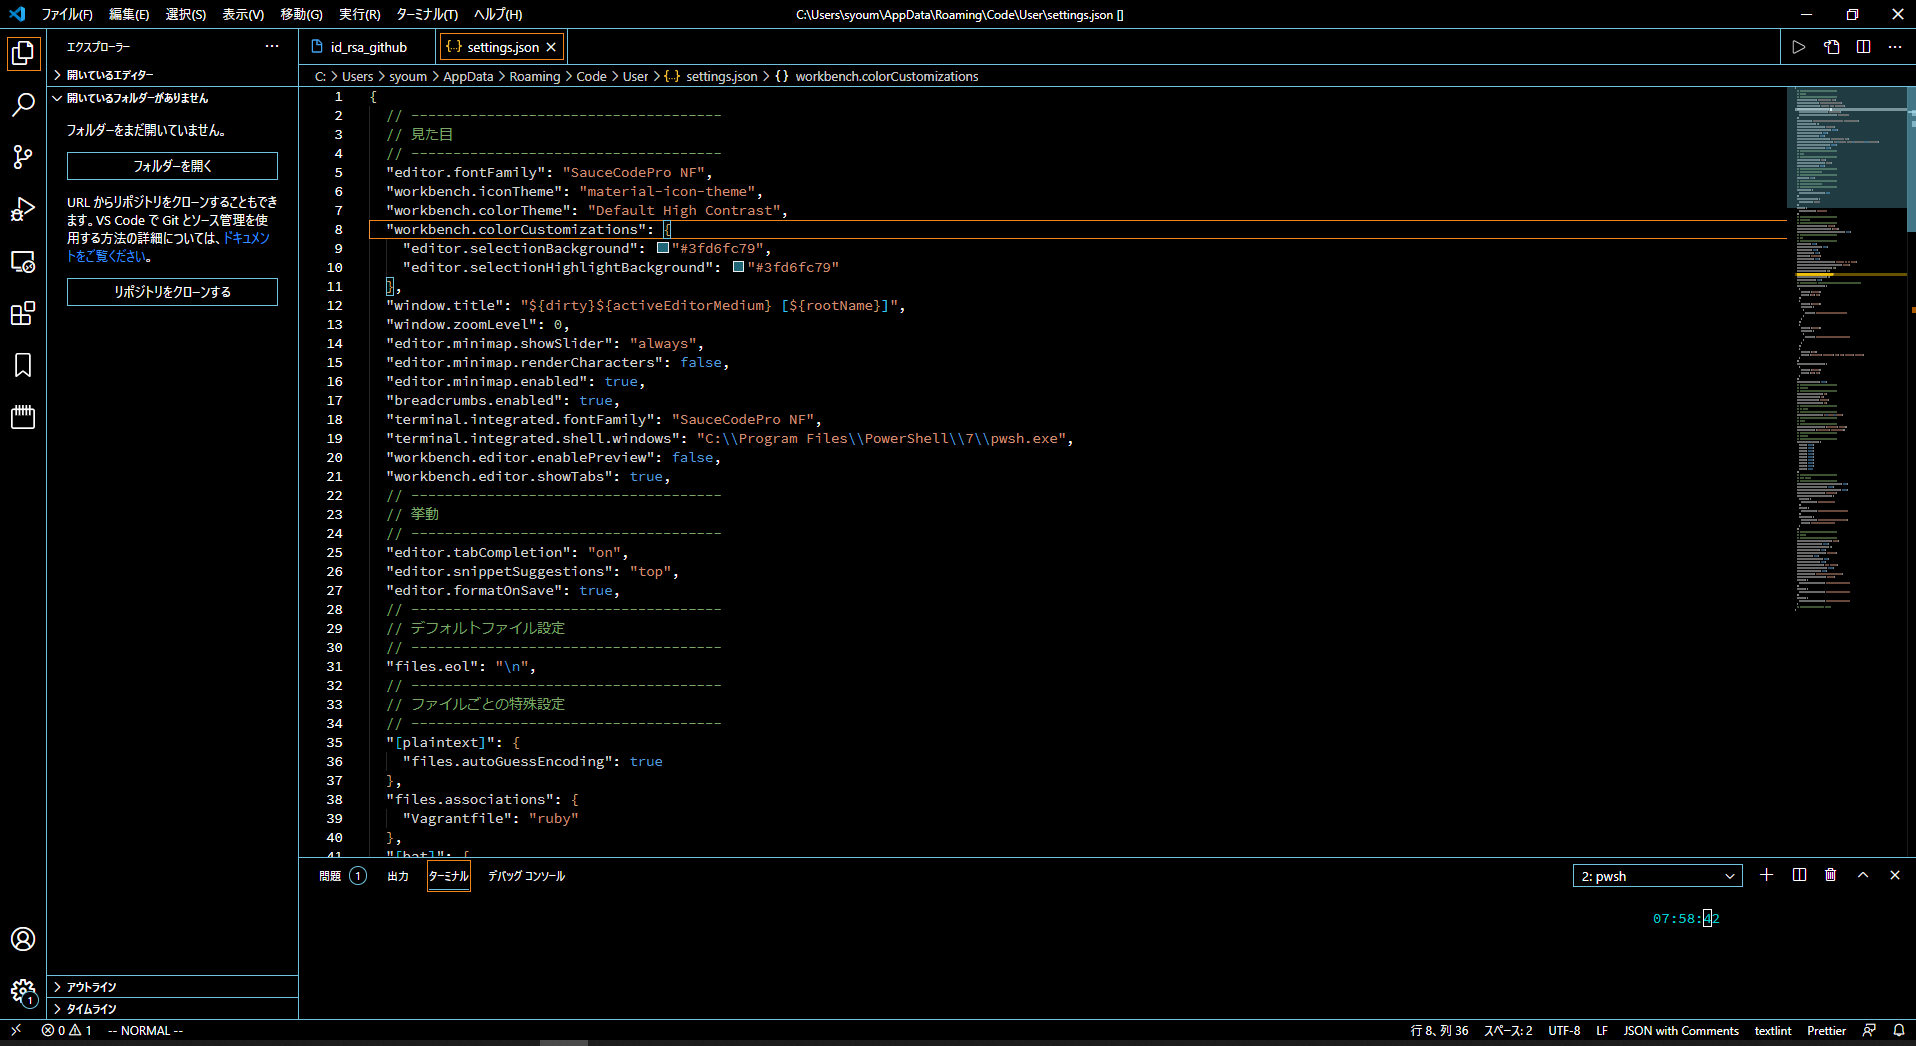 ファイル(F) 編集(E) 選択(S) 表示(V) 移動(G) 実行(R) ターミナル(T) ヘルプ(H) C:\Users\syoum\AppData\Roaming\Code\User\settings.json []
エクスプローラー
開いているエディター
開いているフォルダーがありません
フォルダーをまだ開いていません。
フォルダーを開く
URL からリポジトリをクローンすることもでき
ます。VS Code で Git とソース管理を使
用する方法の詳細については、ドキュメン
トをご覧ください。
リポジトリをクローンする
アウトライン
タイムライン
id_rsa_github {..} settings.json
C: > Users > syoum > AppData > Roaming > Code > User > {..} settings.json > {} workbench.colorCustomizations
1 {
2 // -------------------------------------
3 // 見た目
4 // -------------------------------------
5 "editor.fontFamily": "SauceCodePro NF",
6 "workbench.iconTheme": "material-icon-theme",
7 "workbench.colorTheme": "Default High Contrast",
8 "workbench.colorCustomizations": {
9 "editor.selectionBackground": "#3fd6fc79",
10 "editor.selectionHighlightBackground": "#3fd6fc79"
11 },
12 "window.title": "${dirty}${activeEditorMedium} [${rootName}]",
13 "window.zoomLevel": 0,
14 "editor.minimap.showSlider": "always",
15 "editor.minimap.renderCharacters": false,
16 "editor.minimap.enabled": true,
17 "breadcrumbs.enabled": true,
18 "terminal.integrated.fontFamily": "SauceCodePro NF",
19 "terminal.integrated.shell.windows": "C:\\Program Files\\PowerShell\\7\\pwsh.exe",
20 "workbench.editor.enablePreview": false,
21 "workbench.editor.showTabs": true,
22 // -------------------------------------
23 // 挙動
24 // -------------------------------------
25 "editor.tabCompletion": "on",
26 "editor.snippetSuggestions": "top",
27 "editor.formatOnSave": true,
28 // -------------------------------------
29 // デフォルトファイル設定
30 // -------------------------------------
31 "files.eol": "\n",
32 // -------------------------------------
33 // ファイルごとの特殊設定
34 // -------------------------------------
35 "[plaintext]": {
36 "files.autoGuessEncoding": true
37 },
38 "files.associations": {
39 "Vagrantfile": "ruby"
40 },
41 "[bat]": {
問題 1 出力 ターミナル デバッグ コンソール 2: pwsh
07:58:42
1
0 1 -- NORMAL -- 行 8、列 36 スペース: 2 UTF-8 LF JSON with Comments textlint Prettier